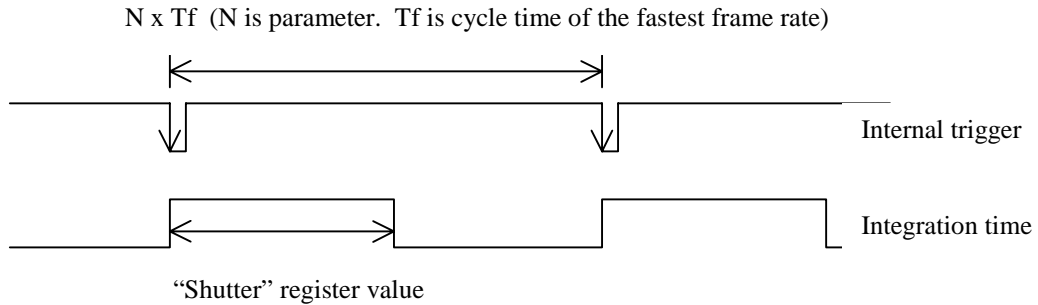 N x Tf  (N is parameter.  Tf is cycle time of the fastest frame rate)
Internal trigger
Integration time
“Shutter” register value